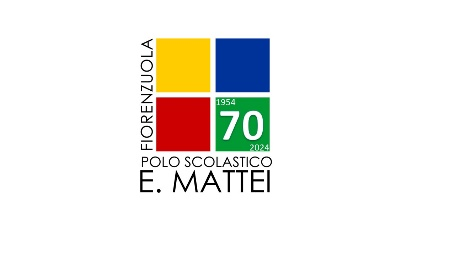 FIORENZUOLA
1954
70
2024
POLO SCOLASTICO
E. MATTEI